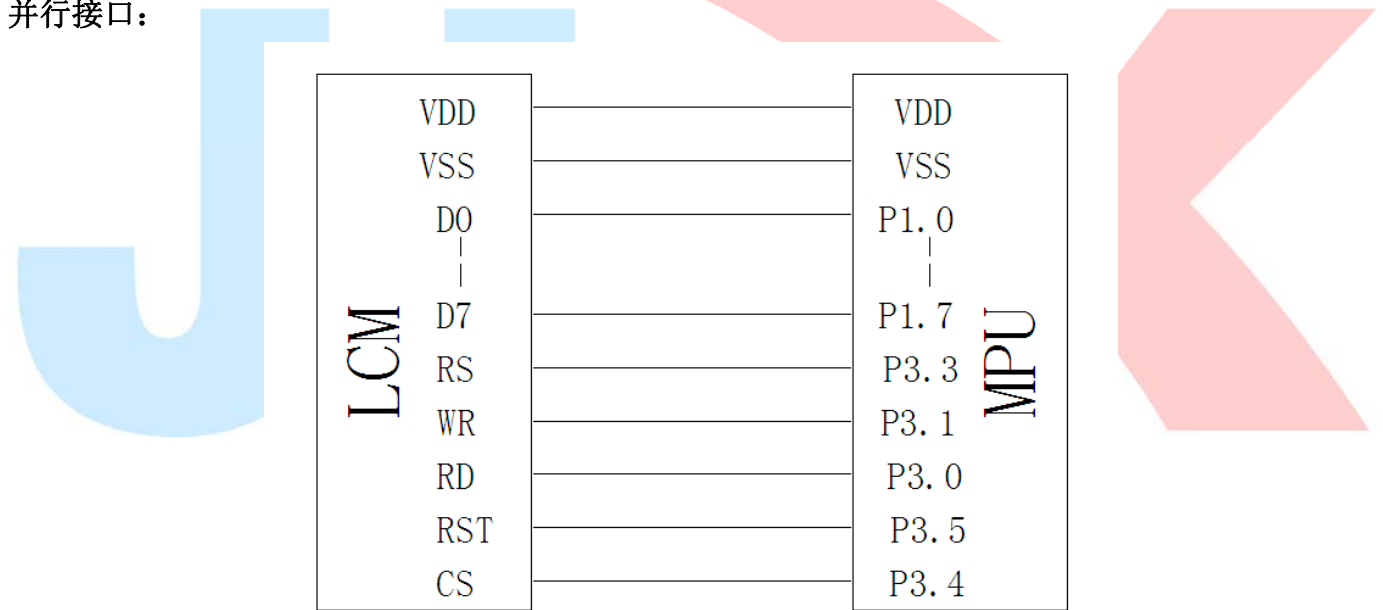 并行接口：
VDD VDD
VSS VSS
D0 P1.0
D7 P1.7
RS P3.3
WR P3.1
RD P3.0
RST P3.5
CS P3.4
LCM
MPU